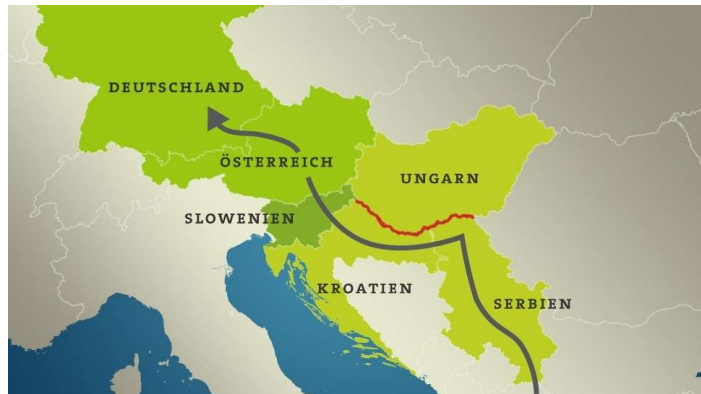 DEUTSCHLAND
ÖSTERREICH
UNGARN
SLOWENIEN
KROATIEN
SERBIEN